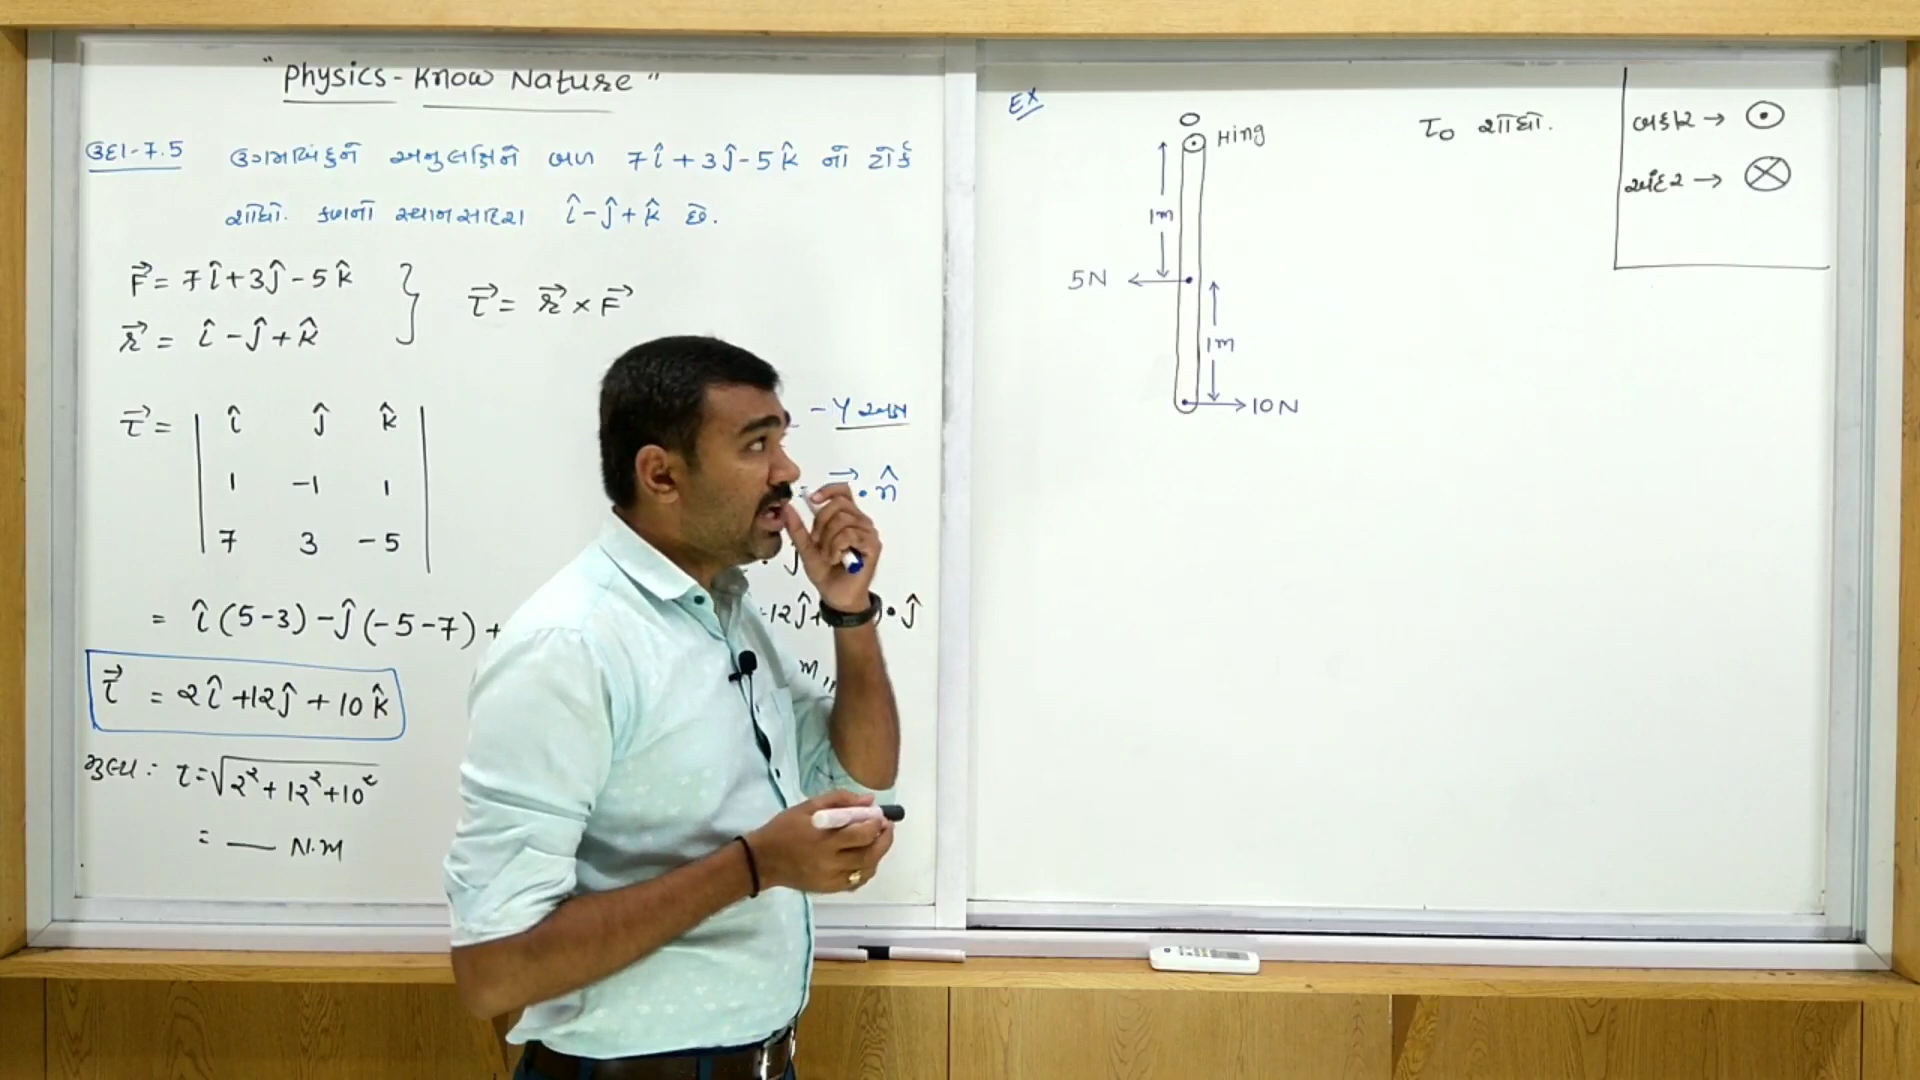 "Physics - Know Nature"
ઉદા-7.5 ઉગમબિંદુને અનુલક્ષીને બળ 7î + 3ĵ - 5k̂ નો ટોર્ક
શોધો. કણનો સ્થાનસદિશ î - ĵ + k̂ છે.
F⃗ = 7î + 3ĵ - 5k̂
r⃗ = î - ĵ + k̂
τ⃗ = r⃗ × F⃗
τ⃗ = | î ĵ k̂ |
1 -1 1
7 3 -5
= î (5-3) - ĵ (-5-7) +
τ⃗ = 2î + 12ĵ + 10k̂
મૂલ્ય : τ = √2² + 12² + 10²
= — N.m
- Y અક્ષ
• n̂
12ĵ +
• ĵ
Ex
O
Hing
1m
5N
1m
10N
τo શોધો.
બહાર → ⊙
અંદર → ⊗